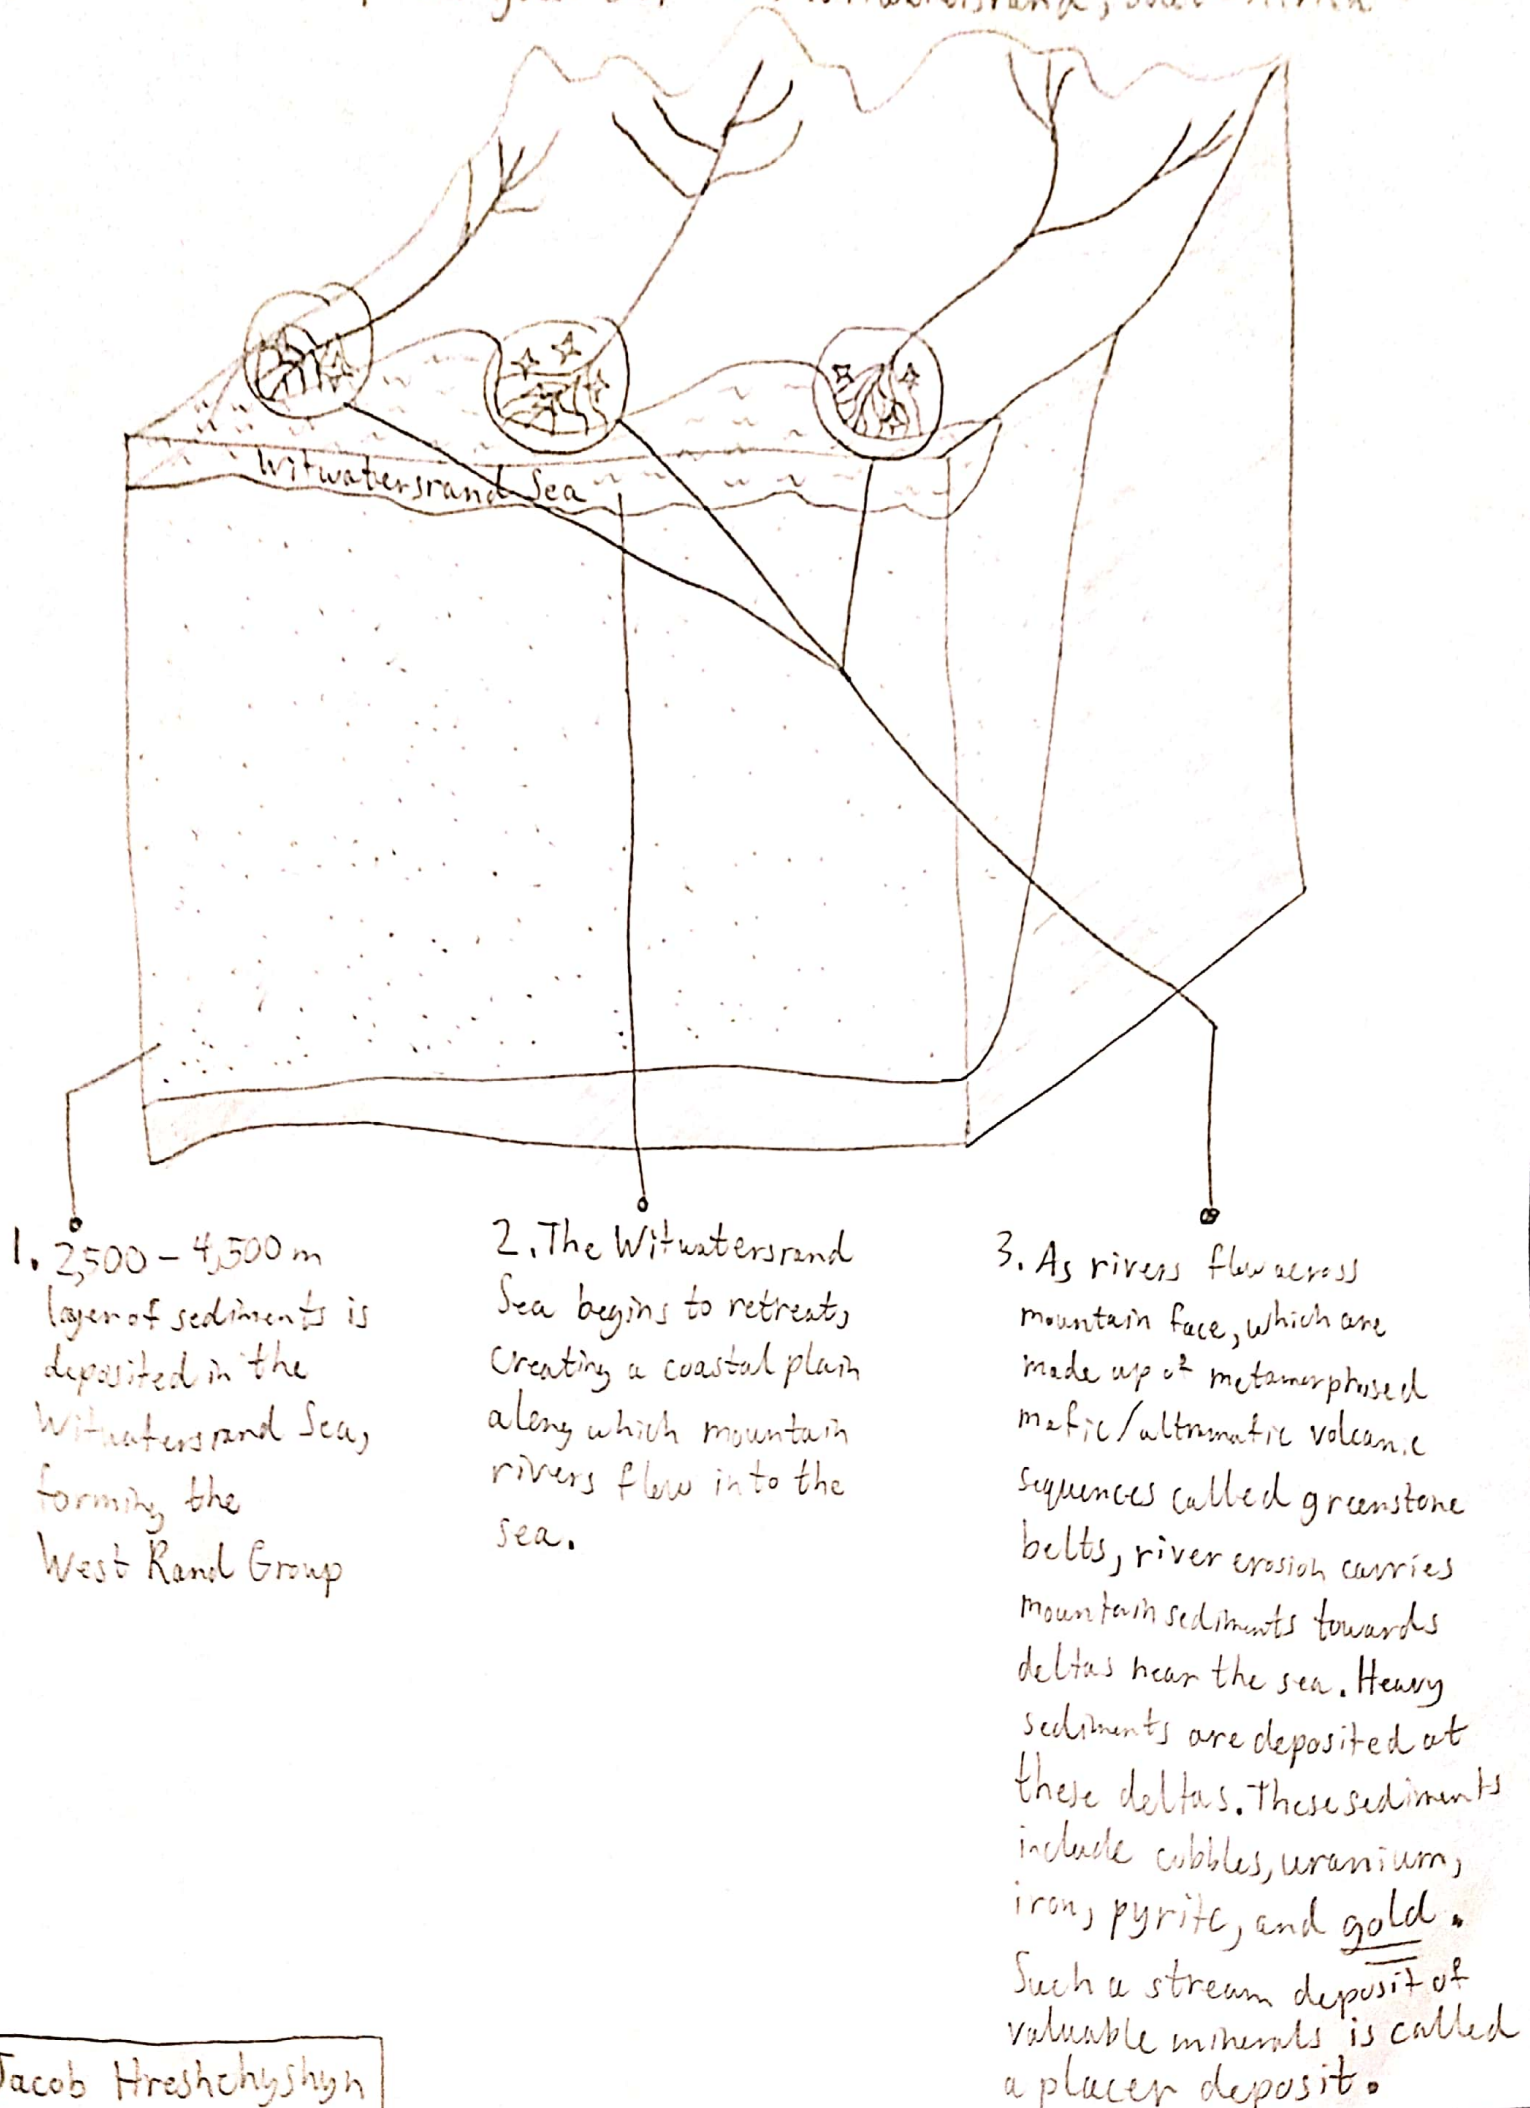 Witwatersrand, South Africa
Witwatersrand Sea
1. 2,500 – 4,500 m
layer of sediments is
deposited in the
Witwatersrand Sea,
forming the
West Rand Group
2. The Witwatersrand
Sea begins to retreat,
creating a coastal plain
along which mountain
rivers flow into the
sea.
3. As rivers flow across
mountain face, which are
made up of metamorphosed
mafic/ultramafic volcanic
sequences called greenstone
belts, river erosion carries
mountain sediments towards
deltas near the sea. Heavy
sediments are deposited at
these deltas. These sediments
include cobbles, uranium,
iron, pyrite, and gold.
Such a stream deposit of
valuable minerals is called
a placer deposit.
Jacob Hreshchyshyn